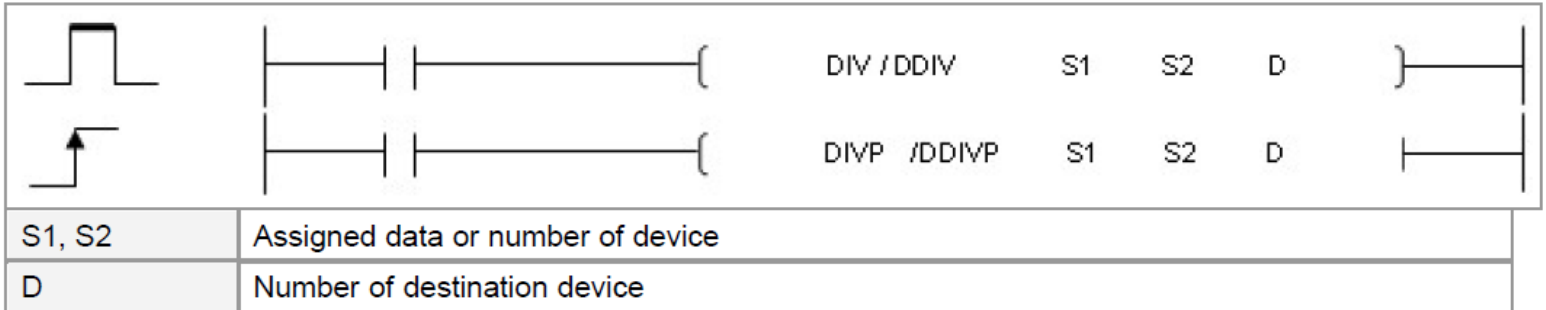 DIV / DDIV S1 S2 D
DIVP /DDIVP S1 S2 D
S1, S2 Assigned data or number of device
D Number of destination device